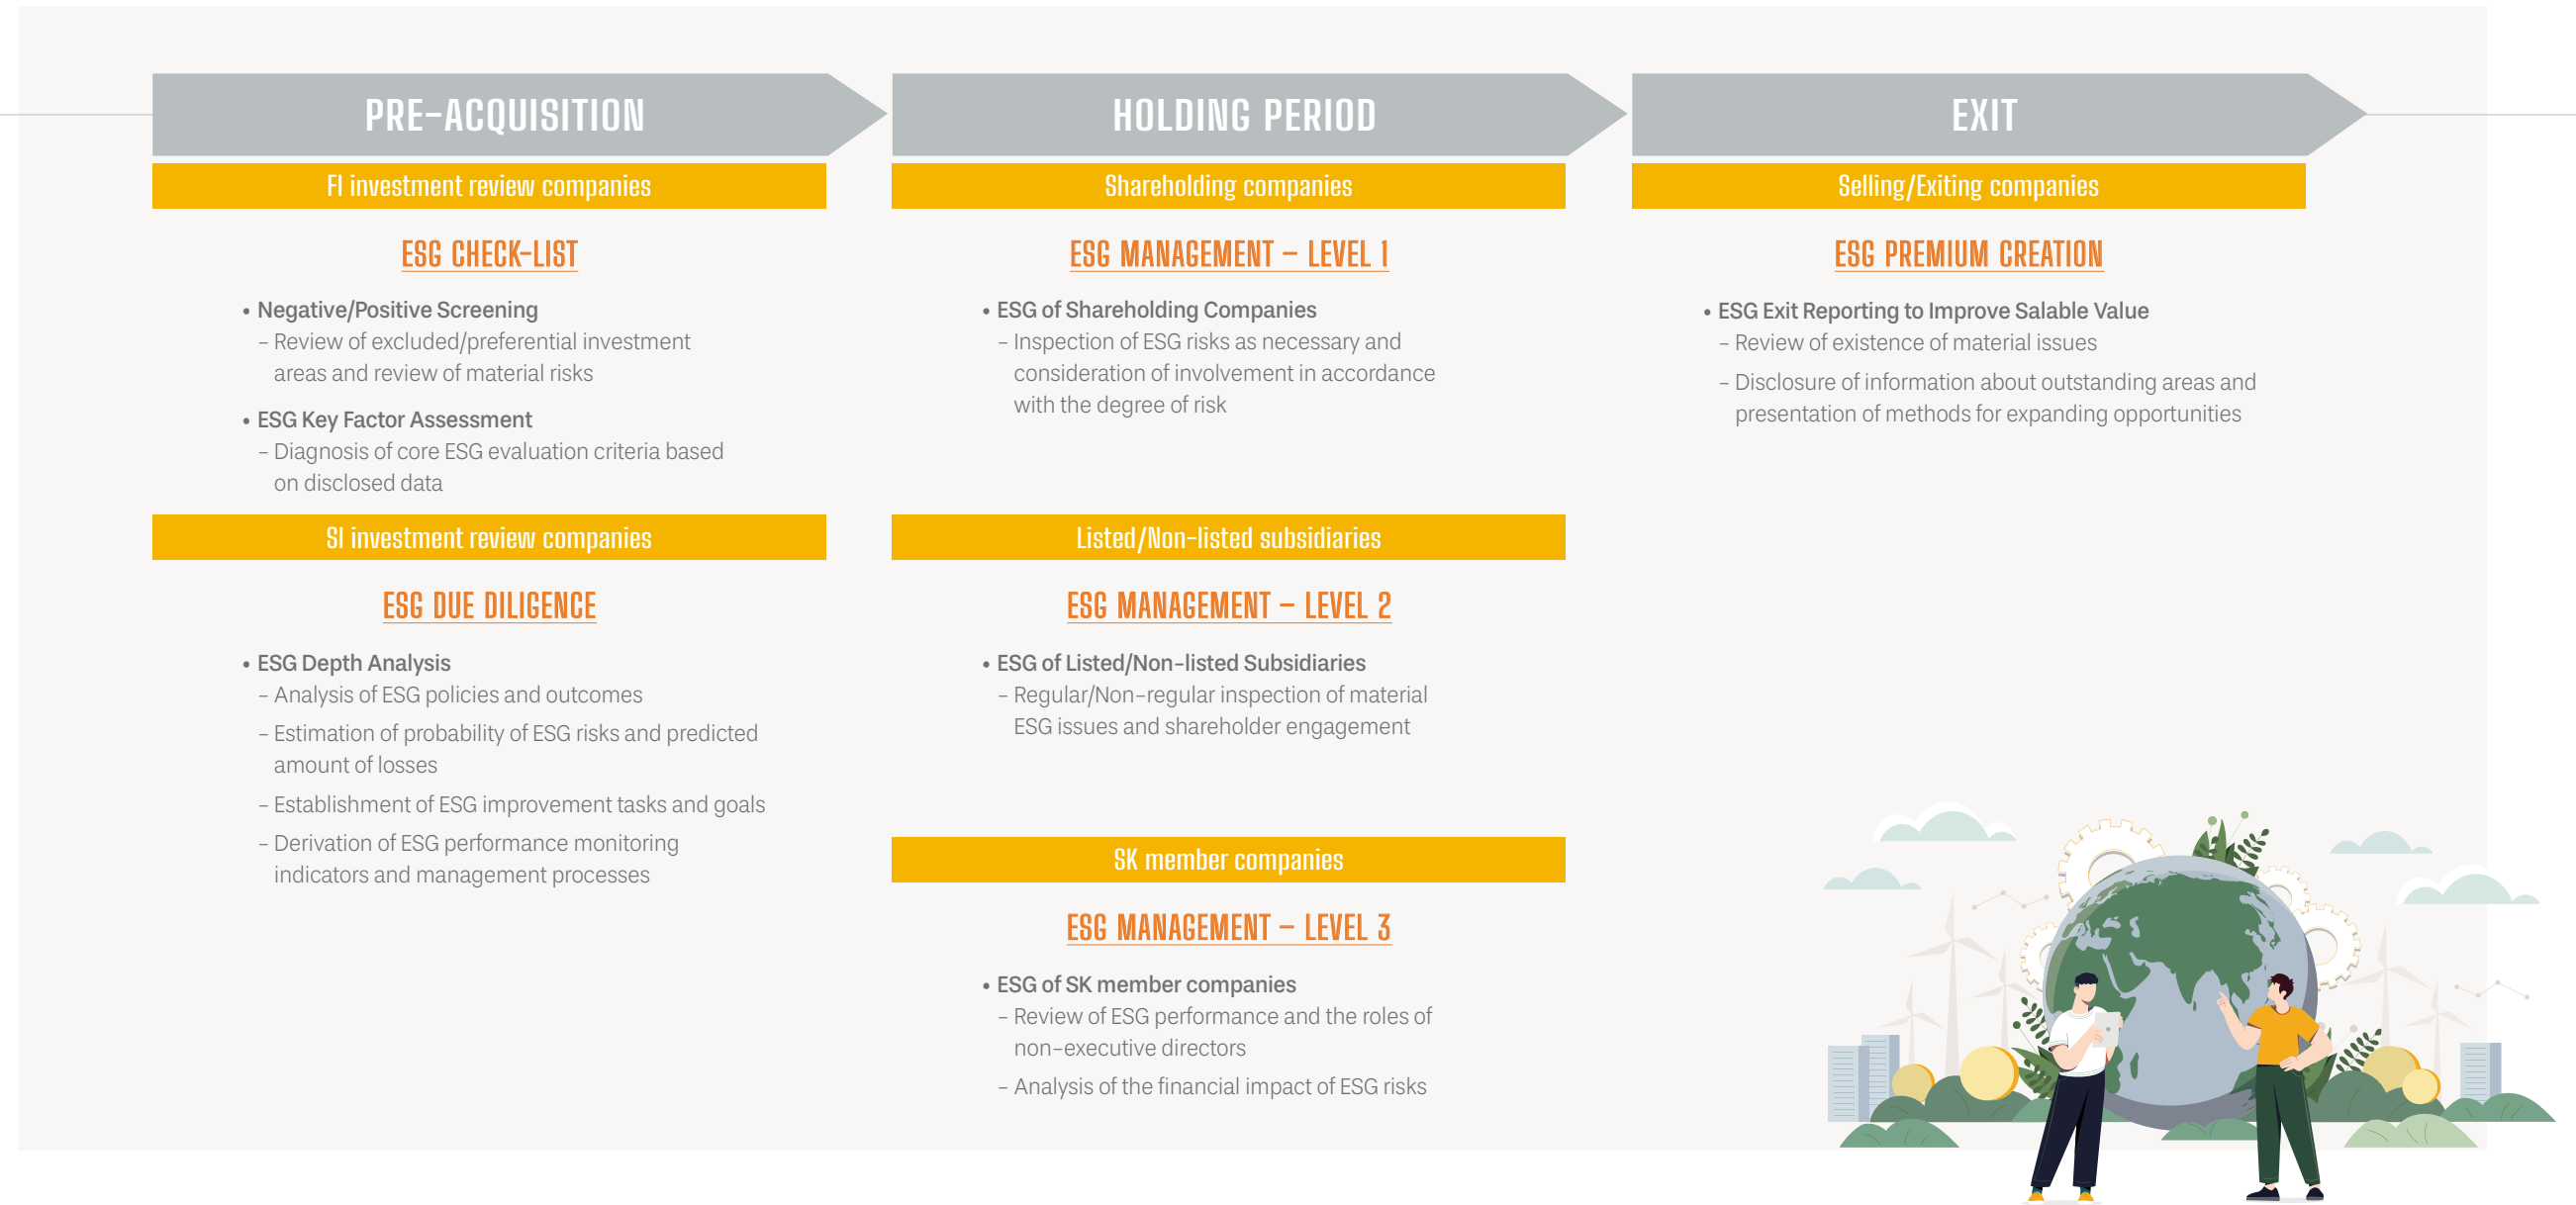 PRE-ACQUISITION
FI investment review companies
ESG CHECK-LIST
• Negative/Positive Screening
– Review of excluded/preferential investment
areas and review of material risks
• ESG Key Factor Assessment
– Diagnosis of core ESG evaluation criteria based
on disclosed data
SI investment review companies
ESG DUE DILIGENCE
• ESG Depth Analysis
– Analysis of ESG policies and outcomes
– Estimation of probability of ESG risks and predicted
amount of losses
– Establishment of ESG improvement tasks and goals
– Derivation of ESG performance monitoring
indicators and management processes
HOLDING PERIOD
Shareholding companies
ESG MANAGEMENT – LEVEL 1
• ESG of Shareholding Companies
– Inspection of ESG risks as necessary and
consideration of involvement in accordance
with the degree of risk
Listed/Non-listed subsidiaries
ESG MANAGEMENT – LEVEL 2
• ESG of Listed/Non-listed Subsidiaries
– Regular/Non-regular inspection of material
ESG issues and shareholder engagement
SK member companies
ESG MANAGEMENT – LEVEL 3
• ESG of SK member companies
– Review of ESG performance and the roles of
non-executive directors
– Analysis of the financial impact of ESG risks
EXIT
Selling/Exiting companies
ESG PREMIUM CREATION
• ESG Exit Reporting to Improve Salable Value
– Review of existence of material issues
– Disclosure of information about outstanding areas and
presentation of methods for expanding opportunities